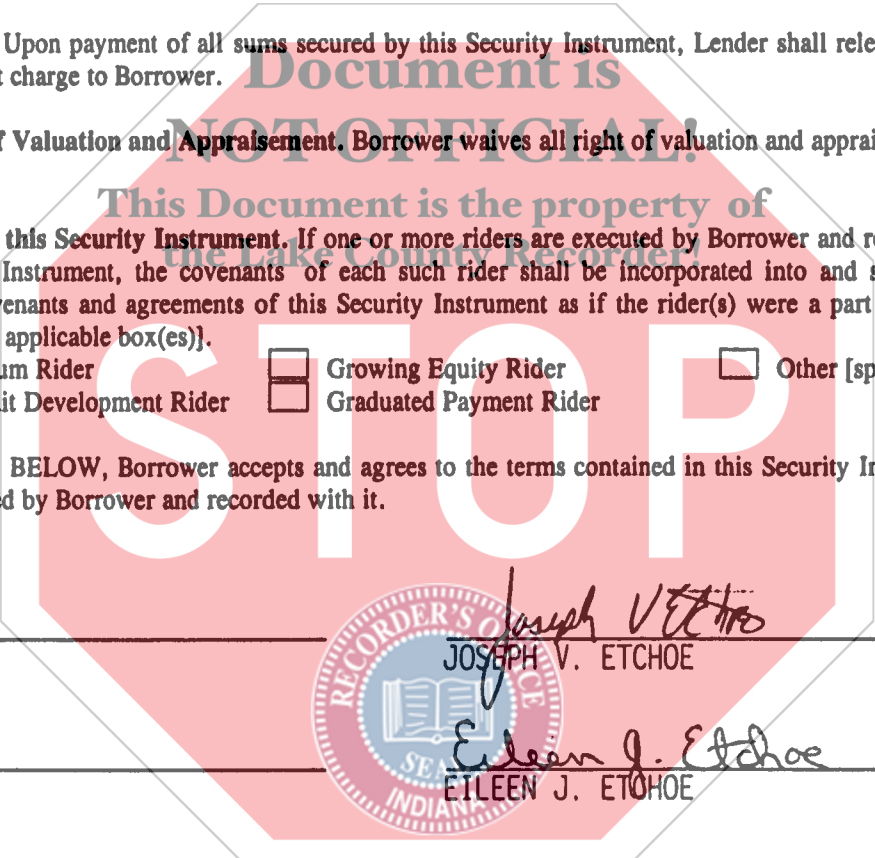 Upon payment of all sums secured by this Security Instrument, Lender shall rele
t charge to Borrower.
Document is
f Valuation and Appraisement. Borrower waives all right of valuation and apprai
NOT OFFICIAL!
This Document is the property of
this Security Instrument. If one or more riders are executed by Borrower and r
the Lake County Recorder!
Instrument, the covenants of each such rider shall be incorporated into and s
venants and agreements of this Security Instrument as if the rider(s) were a part
applicable box(es)].
um Rider Growing Equity Rider Other [sp
it Development Rider Graduated Payment Rider
STOP
BELOW, Borrower accepts and agrees to the terms contained in this Security In
ed by Borrower and recorded with it.
Joseph V Etchoe
JOSEPH V. ETCHOE
RECORDER'S OFFICE
Eileen J. Etchoe
SEAL
EILEEN J. ETCHOE
INDIANA